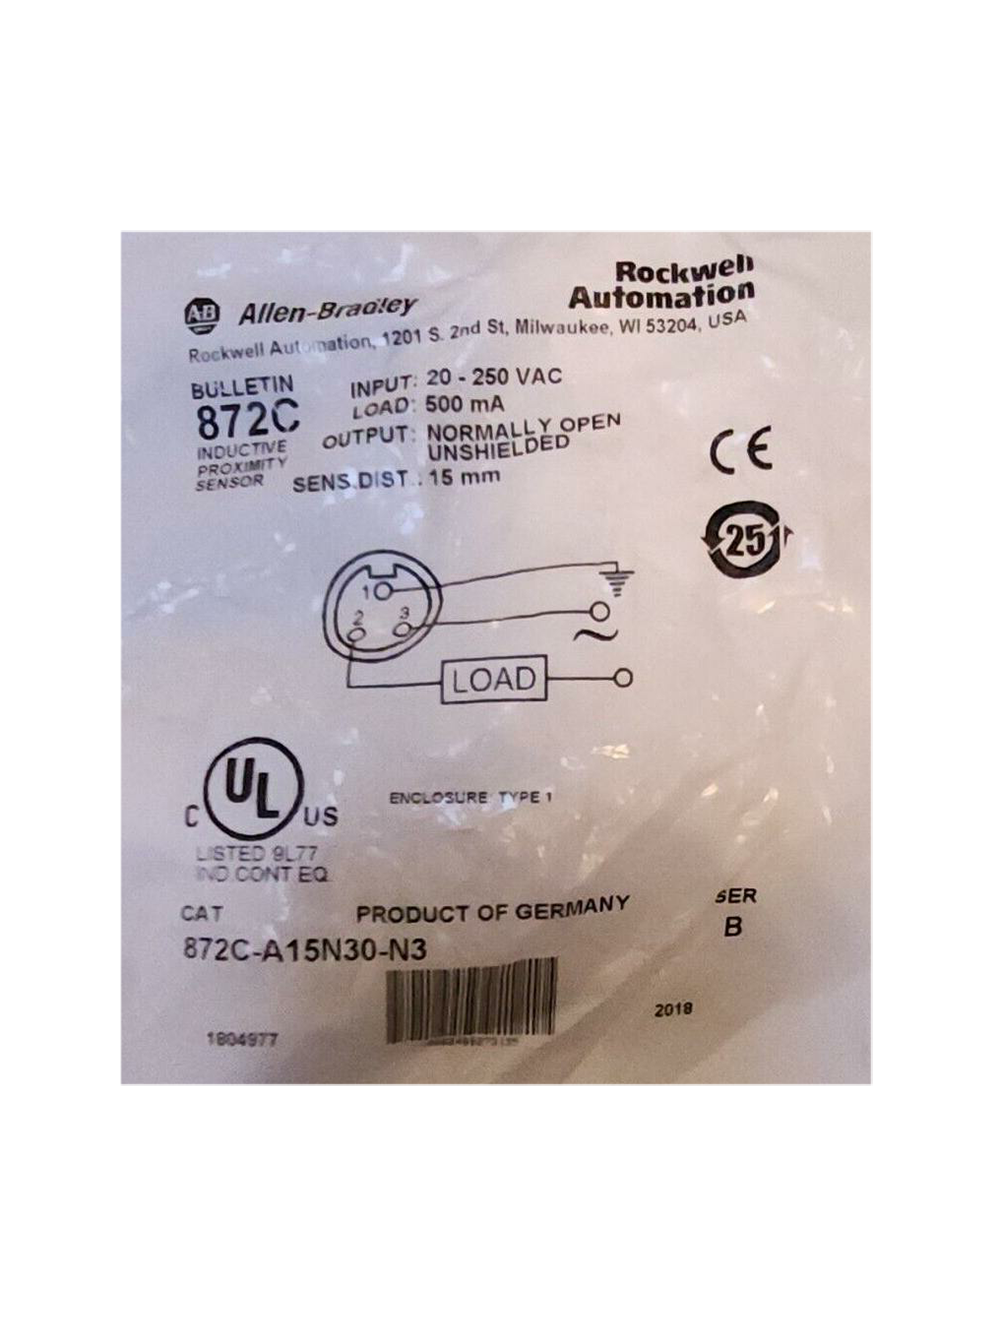 AB Allen-Bradley
Rockwell
Automation
Rockwell Automation, 1201 S. 2nd St, Milwaukee, WI 53204, USA
BULLETIN
872C
INDUCTIVE
PROXIMITY
SENSOR
INPUT: 20 - 250 VAC
LOAD: 500 mA
OUTPUT: NORMALLY OPEN
UNSHIELDED
SENS.DIST.: 15 mm
CE
25
1
2 3
~
LOAD
C UL US
LISTED 9L77
IND.CONT.EQ.
ENCLOSURE TYPE 1
CAT
872C-A15N30-N3
PRODUCT OF GERMANY
SER
B
2018
1804977